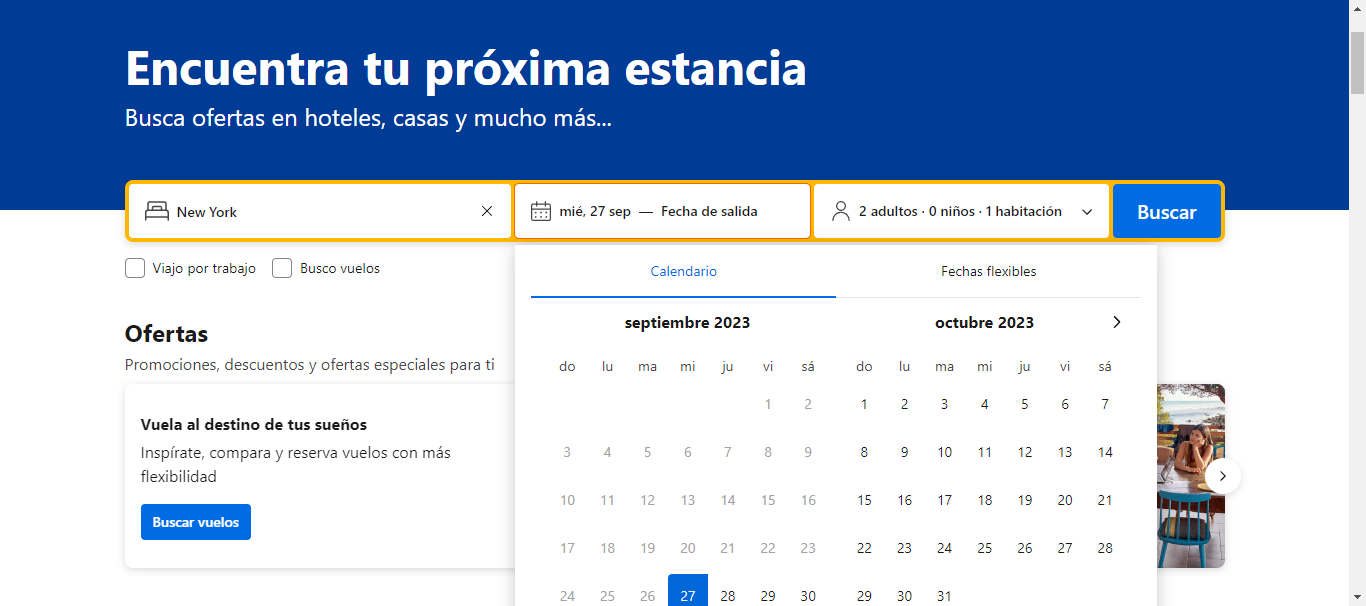 Encuentra tu próxima estancia
Busca ofertas en hoteles, casas y mucho más...
New York
mié, 27 sep — Fecha de salida
2 adultos · 0 niños · 1 habitación
Buscar
Viajo por trabajo
Busco vuelos
Calendario
Fechas flexibles
septiembre 2023
do lu ma mi ju vi sá
1 2
3 4 5 6 7 8 9
10 11 12 13 14 15 16
17 18 19 20 21 22 23
24 25 26 27 28 29 30
octubre 2023
do lu ma mi ju vi sá
1 2 3 4 5 6 7
8 9 10 11 12 13 14
15 16 17 18 19 20 21
22 23 24 25 26 27 28
29 30 31
Ofertas
Promociones, descuentos y ofertas especiales para ti
Vuela al destino de tus sueños
Inspírate, compara y reserva vuelos con más
flexibilidad
Buscar vuelos